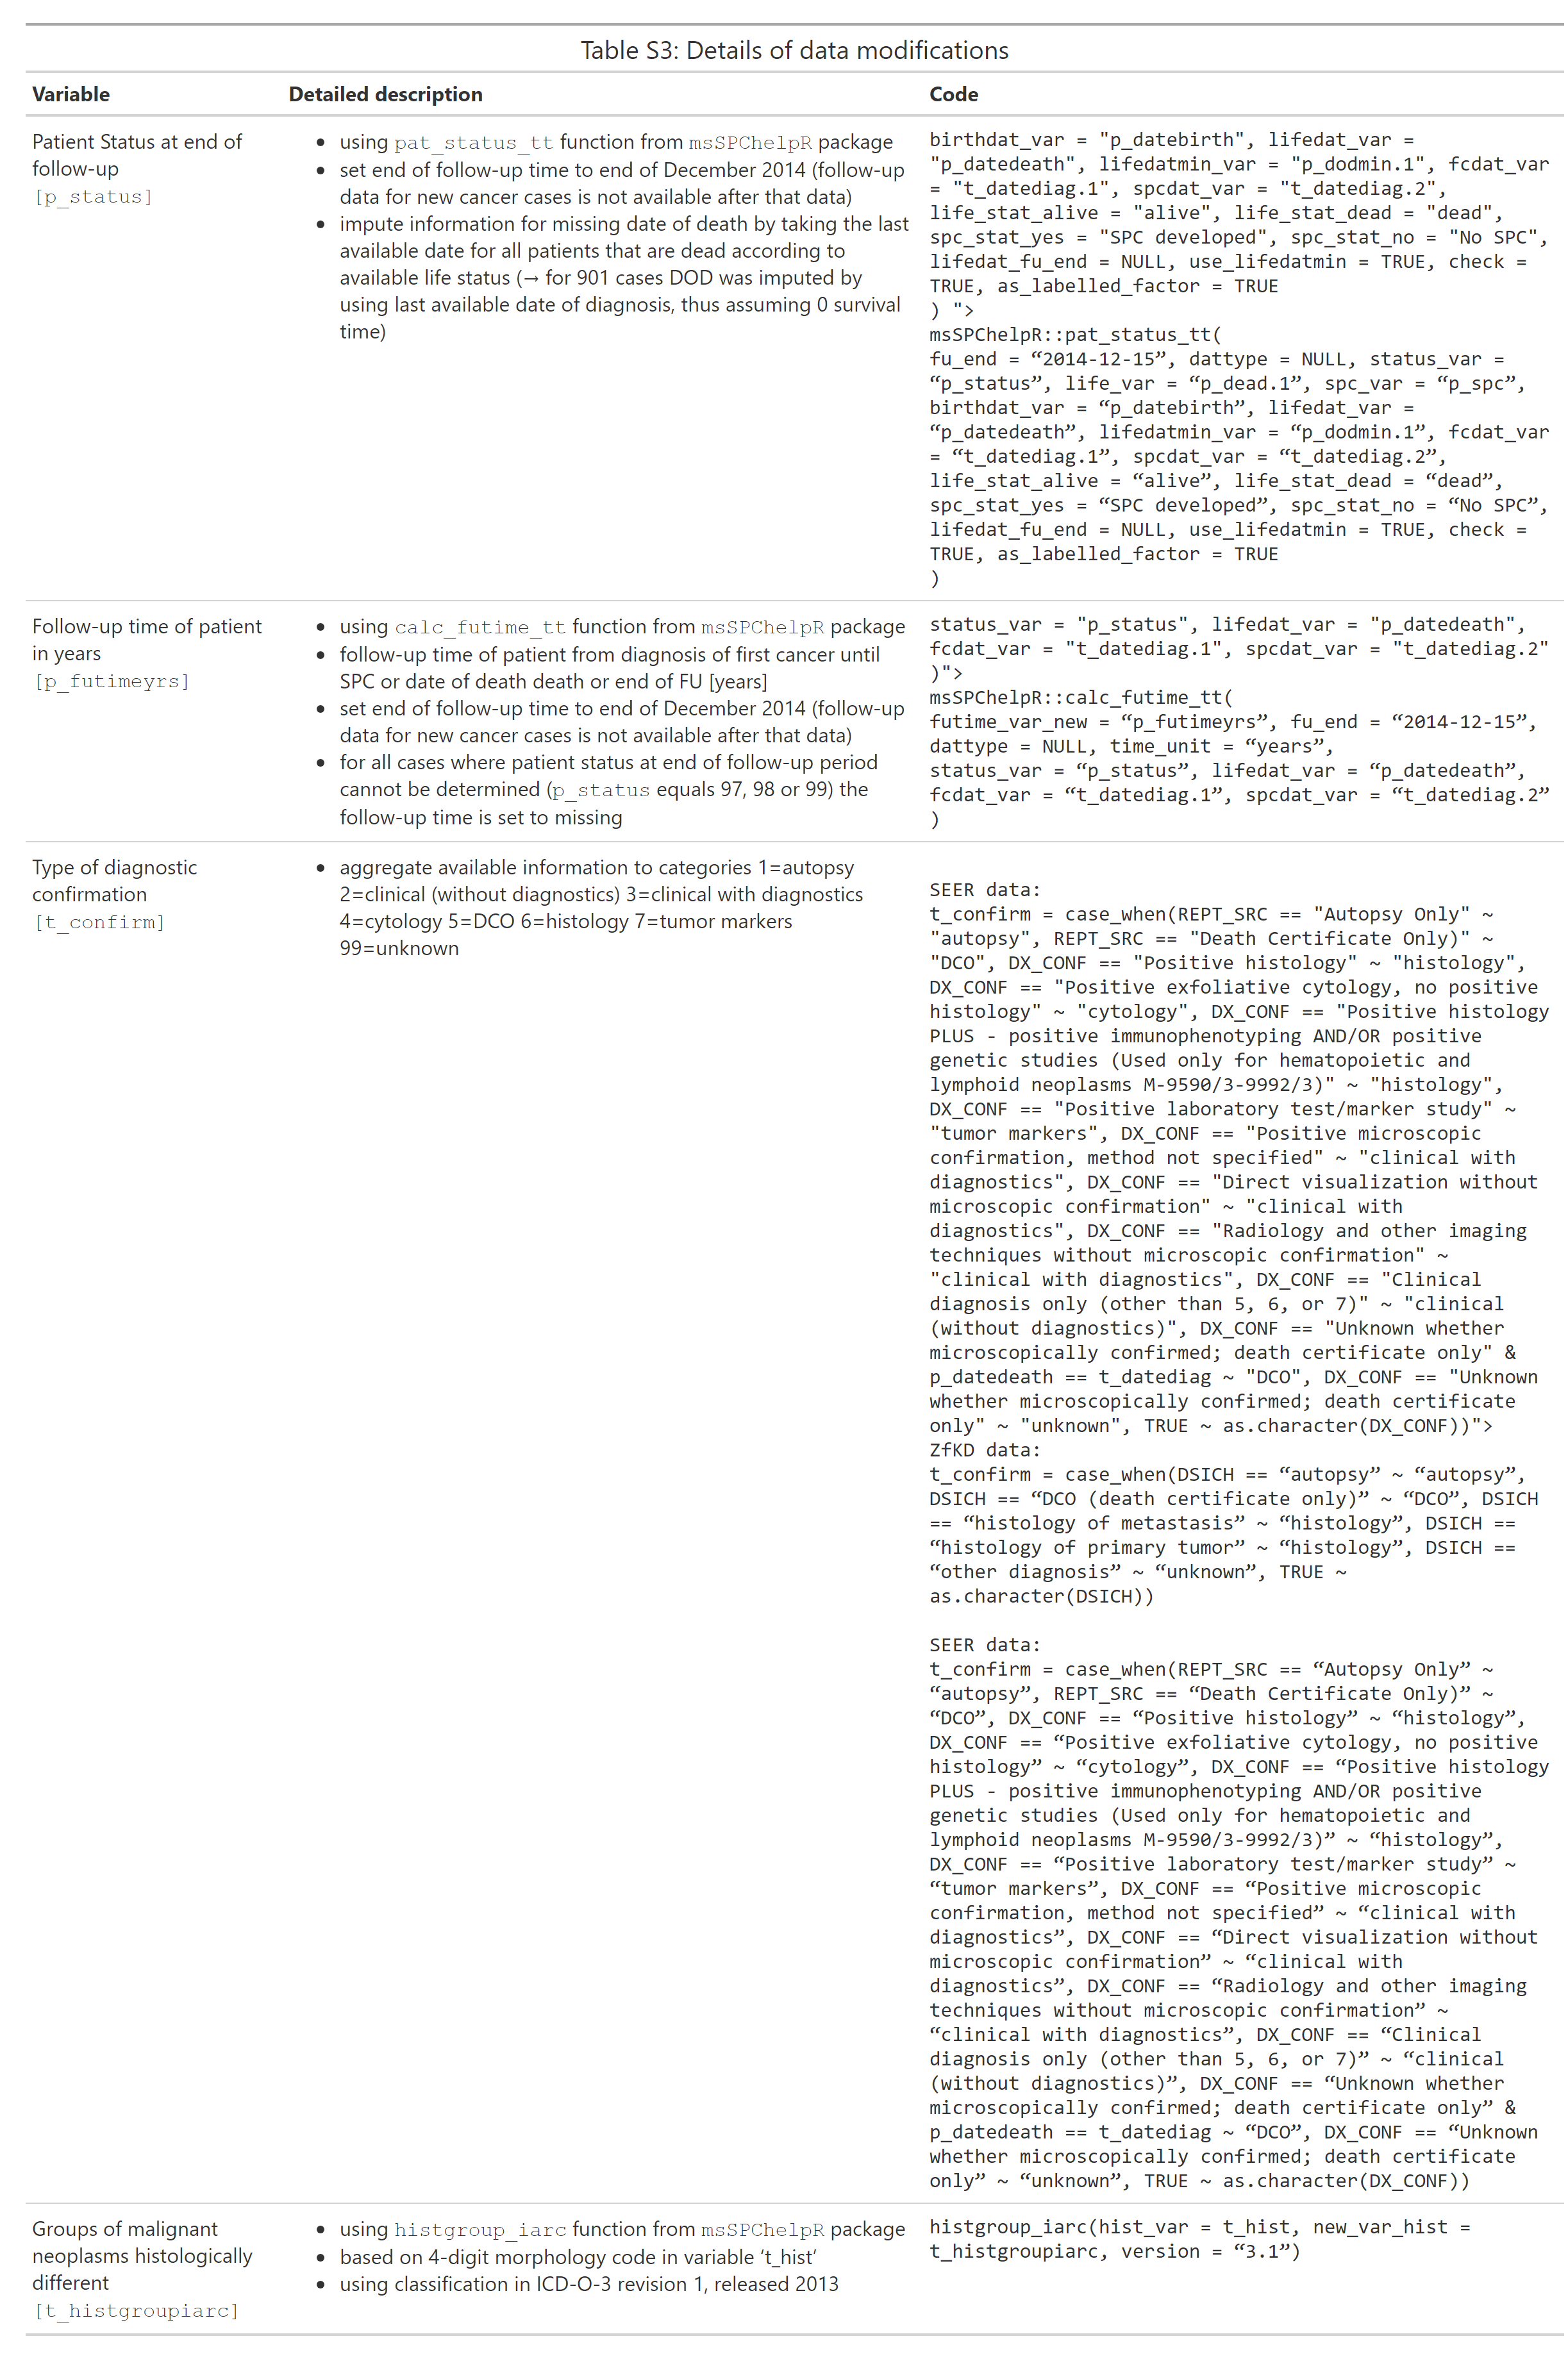 Table S3: Details of data modifications
Variable
Detailed description
Code
Patient Status at end of
follow-up
[p_status]
• using pat_status_tt function from msSPChelpR package
• set end of follow-up time to end of December 2014 (follow-up
data for new cancer cases is not available after that data)
• impute information for missing date of death by taking the last
available date for all patients that are dead according to
available life status (→ for 901 cases DOD was imputed by
using last available date of diagnosis, thus assuming 0 survival
time)
birthdat_var = "p_datebirth", lifedat_var =
"p_datedeath", lifedatmin_var = "p_dodmin.1", fcdat_var
= "t_datediag.1", spcdat_var = "t_datediag.2",
life_stat_alive = "alive", life_stat_dead = "dead",
spc_stat_yes = "SPC developed", spc_stat_no = "No SPC",
lifedat_fu_end = NULL, use_lifedatmin = TRUE, check =
TRUE, as_labelled_factor = TRUE
) ">
msSPChelpR::pat_status_tt(
fu_end = “2014-12-15”, dattype = NULL, status_var =
“p_status”, life_var = “p_dead.1”, spc_var = “p_spc”,
birthdat_var = “p_datebirth”, lifedat_var =
“p_datedeath”, lifedatmin_var = “p_dodmin.1”, fcdat_var
= “t_datediag.1”, spcdat_var = “t_datediag.2”,
life_stat_alive = “alive”, life_stat_dead = “dead”,
spc_stat_yes = “SPC developed”, spc_stat_no = “No SPC”,
lifedat_fu_end = NULL, use_lifedatmin = TRUE, check =
TRUE, as_labelled_factor = TRUE
)
Follow-up time of patient
in years
[p_futimeyrs]
• using calc_futime_tt function from msSPChelpR package
• follow-up time of patient from diagnosis of first cancer until
SPC or date of death death or end of FU [years]
• set end of follow-up time to end of December 2014 (follow-up
data for new cancer cases is not available after that data)
• for all cases where patient status at end of follow-up period
cannot be determined (p_status equals 97, 98 or 99) the
follow-up time is set to missing
status_var = "p_status", lifedat_var = "p_datedeath",
fcdat_var = "t_datediag.1", spcdat_var = "t_datediag.2"
)">
msSPChelpR::calc_futime_tt(
futime_var_new = “p_futimeyrs”, fu_end = “2014-12-15”,
dattype = NULL, time_unit = “years”,
status_var = “p_status”, lifedat_var = “p_datedeath”,
fcdat_var = “t_datediag.1”, spcdat_var = “t_datediag.2”
)
Type of diagnostic
confirmation
[t_confirm]
• aggregate available information to categories 1=autopsy
2=clinical (without diagnostics) 3=clinical with diagnostics
4=cytology 5=DCO 6=histology 7=tumor markers
99=unknown
SEER data:
t_confirm = case_when(REPT_SRC == "Autopsy Only" ~
"autopsy", REPT_SRC == "Death Certificate Only)" ~
"DCO", DX_CONF == "Positive histology" ~ "histology",
DX_CONF == "Positive exfoliative cytology, no positive
histology" ~ "cytology", DX_CONF == "Positive histology
PLUS - positive immunophenotyping AND/OR positive
genetic studies (Used only for hematopoietic and
lymphoid neoplasms M-9590/3-9992/3)" ~ "histology",
DX_CONF == "Positive laboratory test/marker study" ~
"tumor markers", DX_CONF == "Positive microscopic
confirmation, method not specified" ~ "clinical with
diagnostics", DX_CONF == "Direct visualization without
microscopic confirmation" ~ "clinical with
diagnostics", DX_CONF == "Radiology and other imaging
techniques without microscopic confirmation" ~
"clinical with diagnostics", DX_CONF == "Clinical
diagnosis only (other than 5, 6, or 7)" ~ "clinical
(without diagnostics)", DX_CONF == "Unknown whether
microscopically confirmed; death certificate only" &
p_datedeath == t_datediag ~ "DCO", DX_CONF == "Unknown
whether microscopically confirmed; death certificate
only" ~ "unknown", TRUE ~ as.character(DX_CONF))">
ZfKD data:
t_confirm = case_when(DSICH == “autopsy” ~ “autopsy”,
DSICH == “DCO (death certificate only)” ~ “DCO”, DSICH
== “histology of metastasis” ~ “histology”, DSICH ==
“histology of primary tumor” ~ “histology”, DSICH ==
“other diagnosis” ~ “unknown”, TRUE ~
as.character(DSICH))
SEER data:
t_confirm = case_when(REPT_SRC == “Autopsy Only” ~
“autopsy”, REPT_SRC == “Death Certificate Only)” ~
“DCO”, DX_CONF == “Positive histology” ~ “histology”,
DX_CONF == “Positive exfoliative cytology, no positive
histology” ~ “cytology”, DX_CONF == “Positive histology
PLUS - positive immunophenotyping AND/OR positive
genetic studies (Used only for hematopoietic and
lymphoid neoplasms M-9590/3-9992/3)” ~ “histology”,
DX_CONF == “Positive laboratory test/marker study” ~
“tumor markers”, DX_CONF == “Positive microscopic
confirmation, method not specified” ~ “clinical with
diagnostics”, DX_CONF == “Direct visualization without
microscopic confirmation” ~ “clinical with
diagnostics”, DX_CONF == “Radiology and other imaging
techniques without microscopic confirmation” ~
“clinical with diagnostics”, DX_CONF == “Clinical
diagnosis only (other than 5, 6, or 7)” ~ “clinical
(without diagnostics)”, DX_CONF == “Unknown whether
microscopically confirmed; death certificate only” &
p_datedeath == t_datediag ~ “DCO”, DX_CONF == “Unknown
whether microscopically confirmed; death certificate
only” ~ “unknown”, TRUE ~ as.character(DX_CONF))
Groups of malignant
neoplasms histologically
different
[t_histgroupiarc]
• using histgroup_iarc function from msSPChelpR package
• based on 4-digit morphology code in variable ‘t_hist’
• using classification in ICD-O-3 revision 1, released 2013
histgroup_iarc(hist_var = t_hist, new_var_hist =
t_histgroupiarc, version = “3.1”)